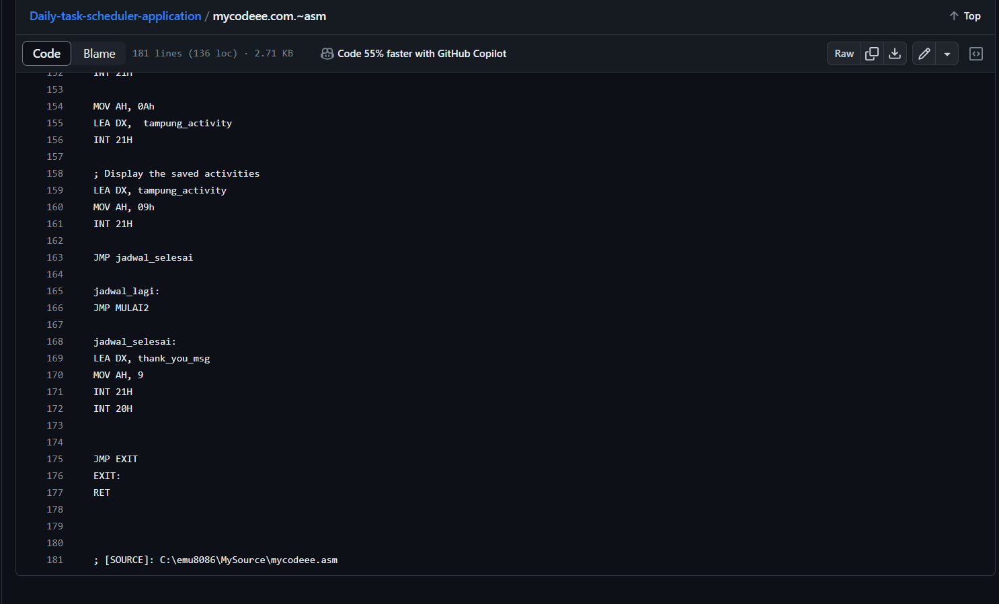 Daily-task-scheduler-application / mycodeee.com.~asm
Top
Code Blame 181 lines (136 loc) · 2.71 KB Code 55% faster with GitHub Copilot Raw
152 INT 21H
153
154 MOV AH, 0Ah
155 LEA DX,  tampung_activity
156 INT 21H
157
158 ; Display the saved activities
159 LEA DX, tampung_activity
160 MOV AH, 09h
161 INT 21H
162
163 JMP jadwal_selesai
164
165 jadwal_lagi:
166 JMP MULAI2
167
168 jadwal_selesai:
169 LEA DX, thank_you_msg
170 MOV AH, 9
171 INT 21H
172 INT 20H
173
174
175 JMP EXIT
176 EXIT:
177 RET
178
179
180
181 ; [SOURCE]: C:\emu8086\MySource\mycodeee.asm